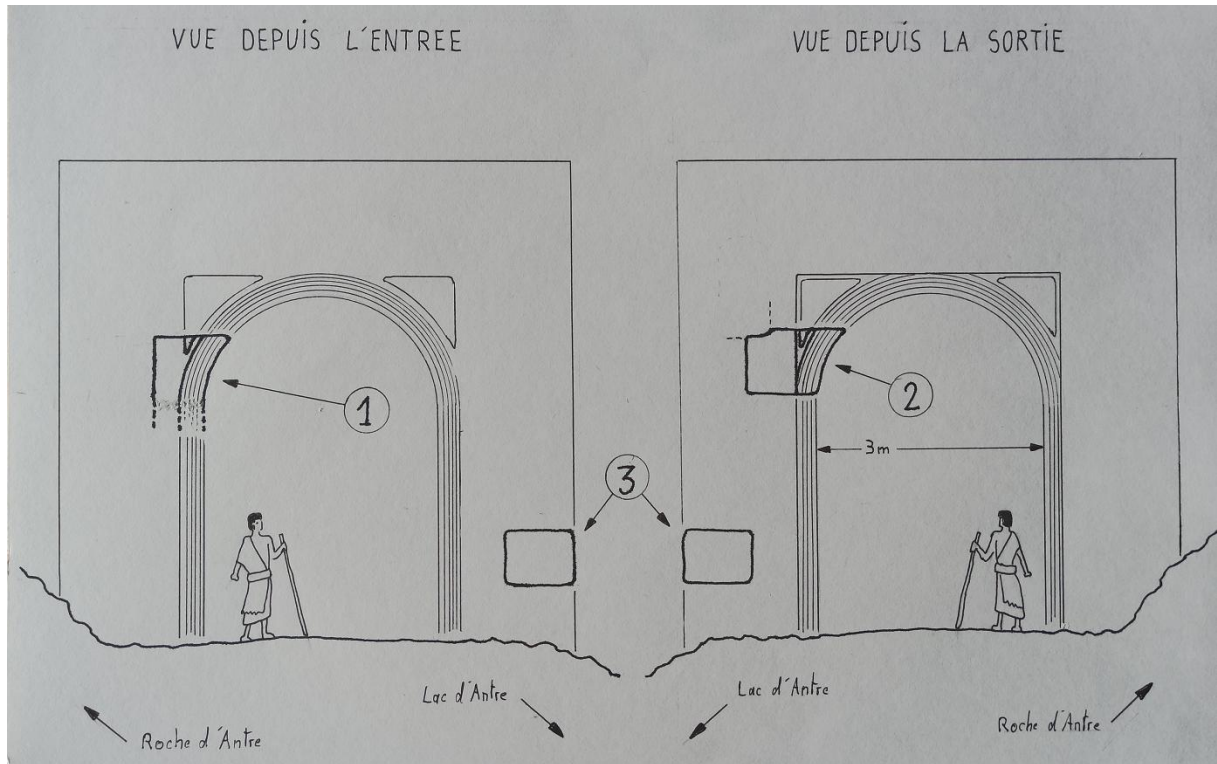 VUE DEPUIS L'ENTREE
VUE DEPUIS LA SORTIE
1
2
3m
3
Lac d'Antre
Roche d'Antre
Lac d'Antre
Roche d'Antre